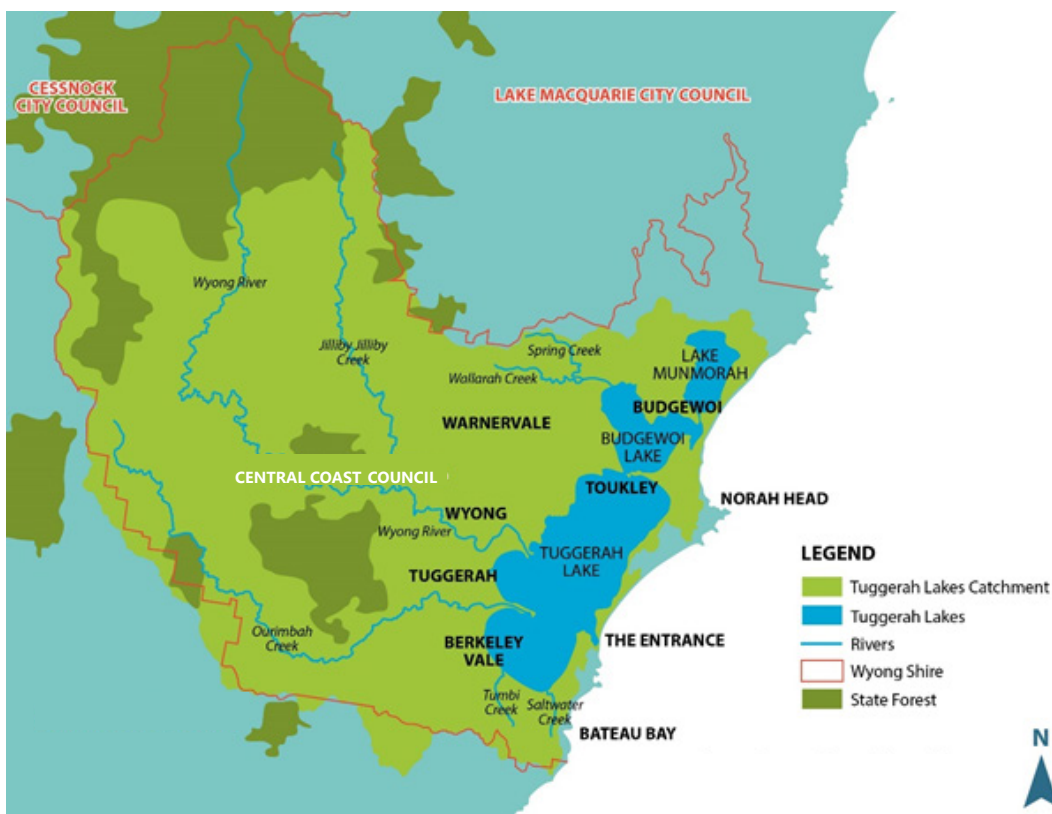 CESSNOCK
CITY COUNCIL
LAKE MACQUARIE CITY COUNCIL
Wyong River
Jilliby Jilliby
Creek
Spring Creek
Wallarah Creek
LAKE
MUNMORAH
BUDGEWOI
WARNERVALE
BUDGEWOI
LAKE
CENTRAL COAST COUNCIL
TOUKLEY
NORAH HEAD
WYONG
Wyong River
TUGGERAH
LAKE
TUGGERAH
Ourimbah
Creek
BERKELEY
VALE
THE ENTRANCE
Tumbi
Creek
Saltwater
Creek
BATEAU BAY
LEGEND
Tuggerah Lakes Catchment
Tuggerah Lakes
Rivers
Wyong Shire
State Forest
N